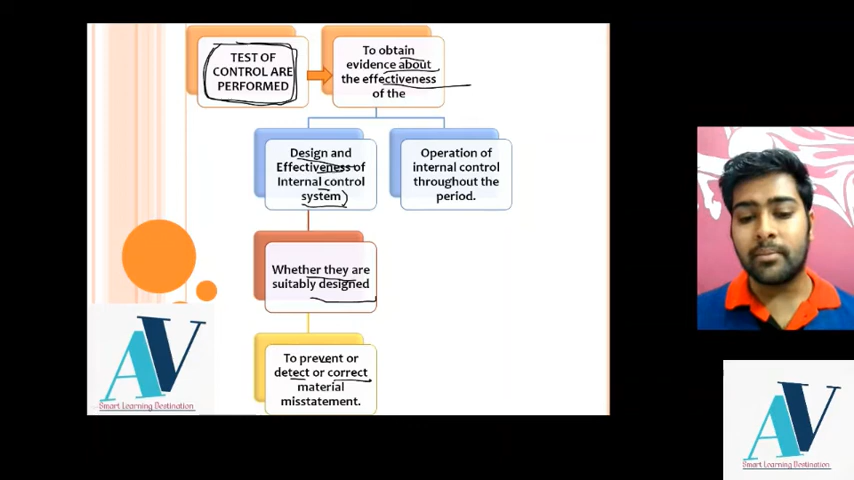 TEST OF
CONTROL ARE
PERFORMED
To obtain
evidence about
the effectiveness
of the
Design and
Effectiveness of
Internal control
system)
Operation of
internal control
throughout the
period.
Whether they are
suitably designed
To prevent or
detect or correct
material
misstatement.
AV
Smart Learning Destination
AV
Smart Learning Destination